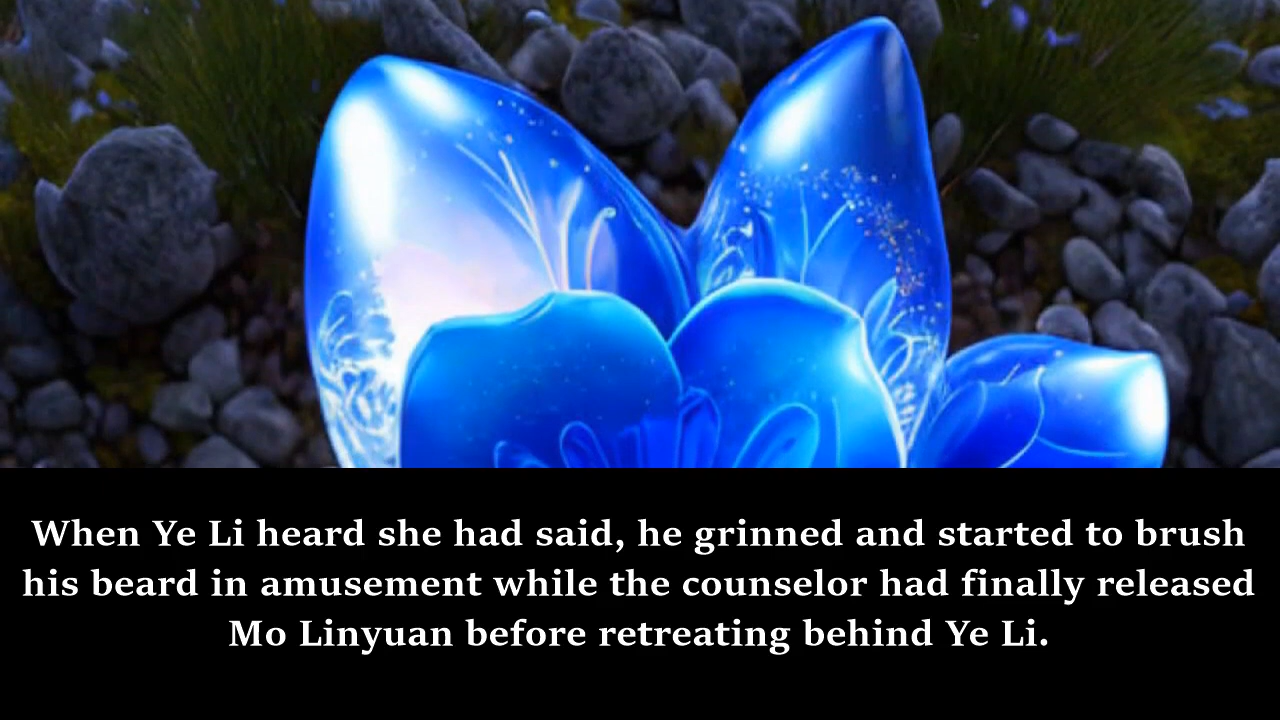 When Ye Li heard she had said, he grinned and started to brush
his beard in amusement while the counselor had finally released
Mo Linyuan before retreating behind Ye Li.